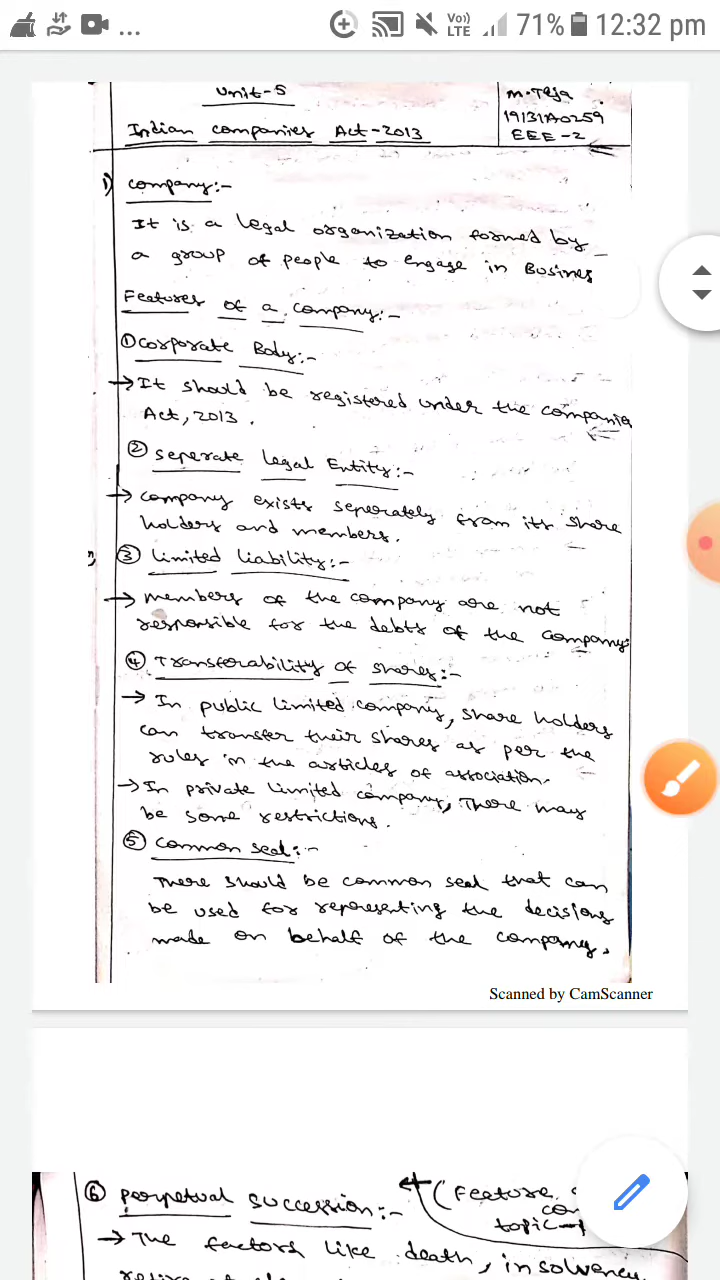 ... Vo)) LTE 71% 12:32 pm
Unit-5
M.Teja
19131A0259
EEE-2
Indian companies Act-2013
1) company:-
It is a legal organization formed by
a group of people to engage in Business
Features of a company:-
① corporate Body:-
→ It should be registered under the companies
Act, 2013.
② seperate legal Entity:-
→ company exists seperately from its share
holders and members.
③ limited liability:-
→ members of the company are not
responsible for the debts of the company.
④ Transferability of shares:-
→ In public limited company, share holders
can transfer their shares as per the
rules in the articles of association.
→ In private limited company, There may
be some restrictions.
⑤ common seal:-
There should be common seal that can
be used for representing the decisions
made on behalf of the company.
Scanned by CamScanner
⑥ perpetual succession:-
(Feature
topic
→ The factors like death, insolvency,